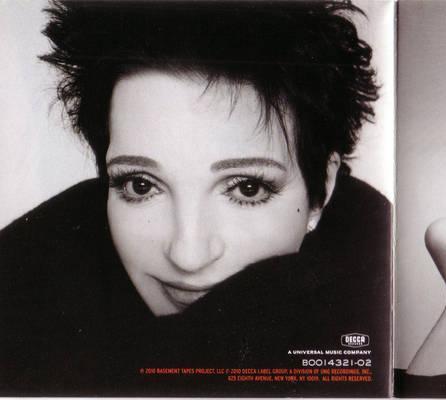 DECCA
RECORDS
A UNIVERSAL MUSIC COMPANY
B0014321-02
℗ 2010 BASEMENT TAPES PROJECT, LLC © 2010 DECCA LABEL GROUP, A DIVISION OF UMG RECORDINGS, INC.,
825 EIGHTH AVENUE, NEW YORK, NY, 10019. ALL RIGHTS RESERVED.